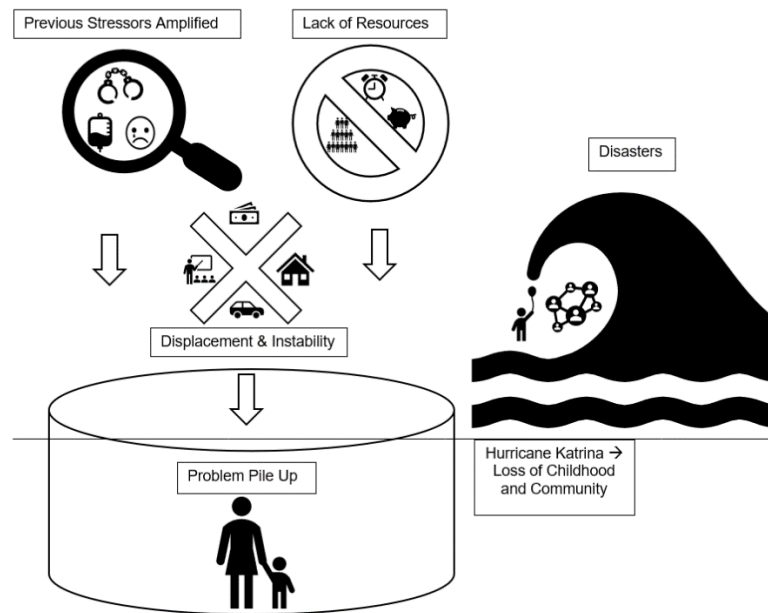 Previous Stressors Amplified
Lack of Resources
Disasters
Displacement & Instability
Problem Pile Up
Hurricane Katrina →
Loss of Childhood
and Community